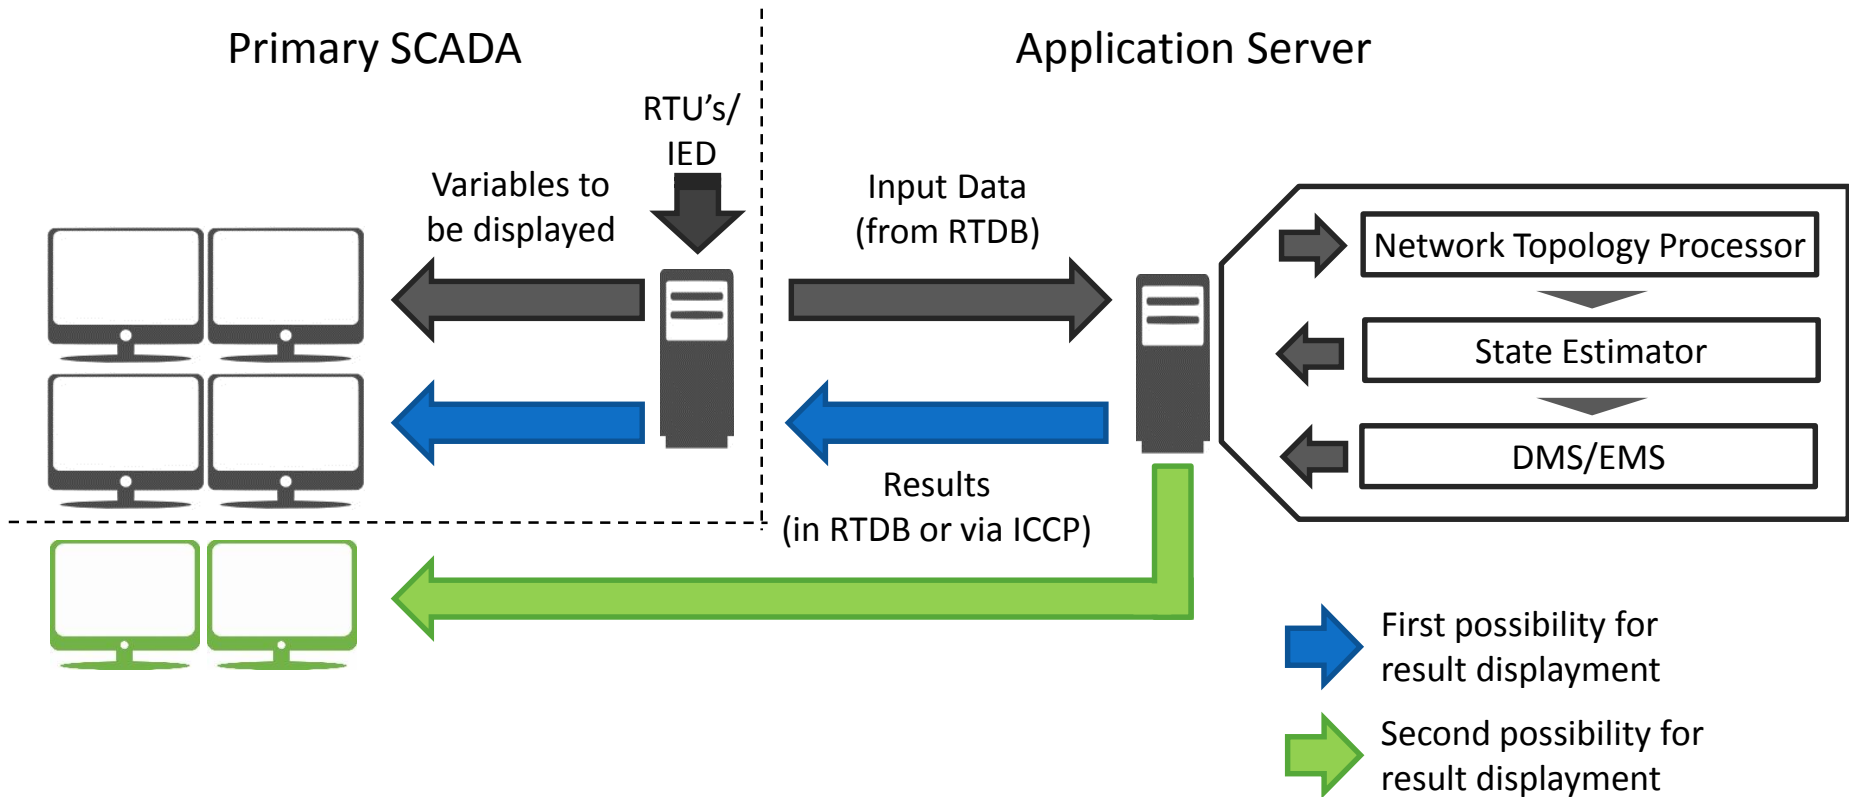 Primary SCADA
Application Server
RTU's/
IED
Variables to
be displayed
Input Data
(from RTDB)
Network Topology Processor
State Estimator
DMS/EMS
Results
(in RTDB or via ICCP)
First possibility for
result displayment
Second possibility for
result displayment